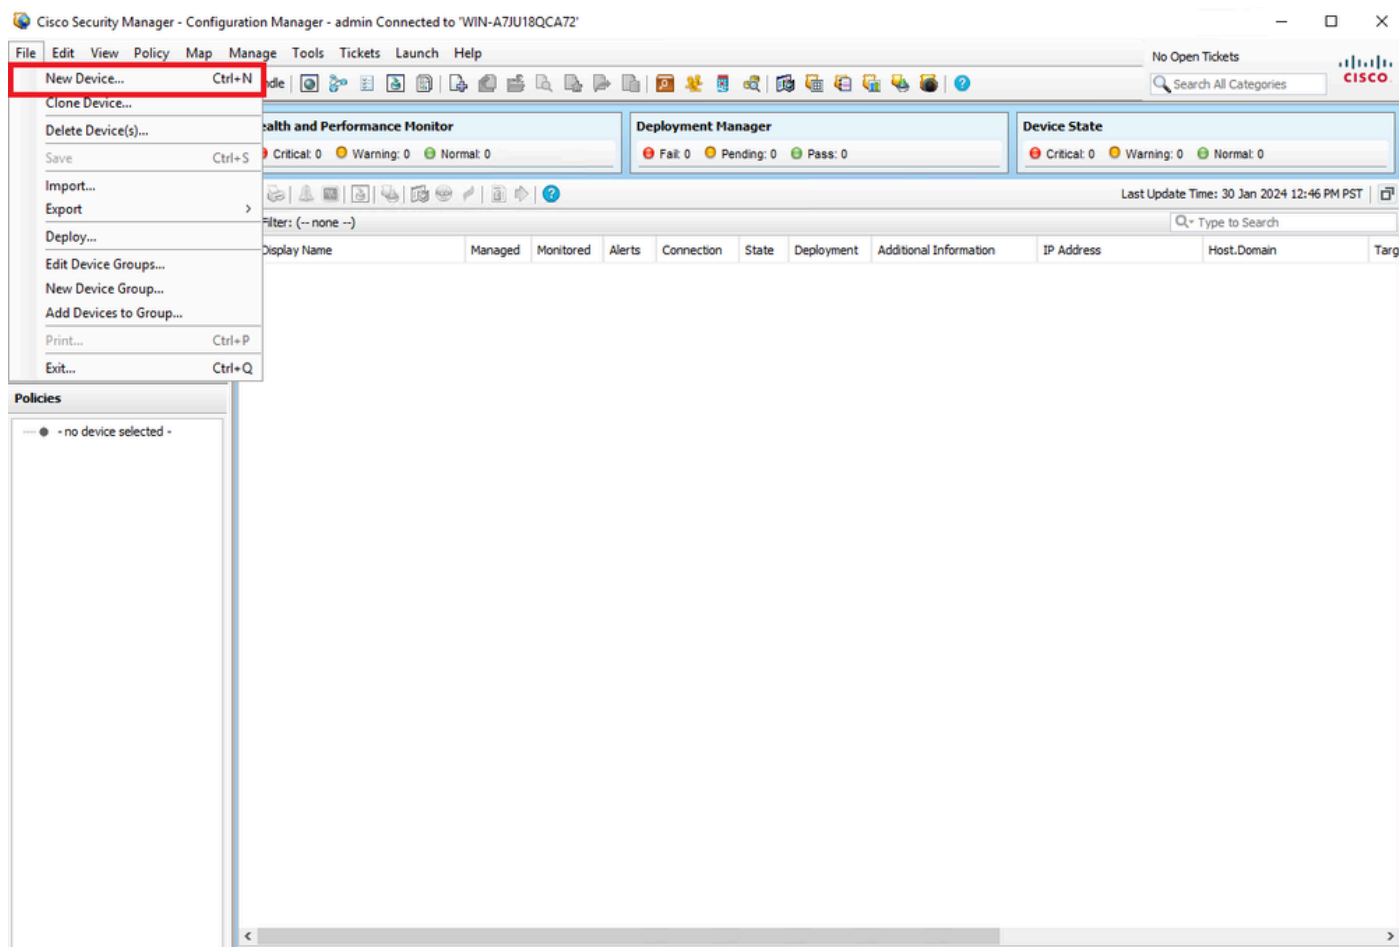 Cisco Security Manager - Configuration Manager - admin Connected to 'WIN-A7JU18QCA72'
File Edit View Policy Map Manage Tools Tickets Launch Help
No Open Tickets
CISCO
New Device... Ctrl+N
Search All Categories
Clone Device...
Delete Device(s)...
Save Ctrl+S
Import...
Export
Deploy...
Edit Device Groups...
New Device Group...
Add Devices to Group...
Print... Ctrl+P
Exit... Ctrl+Q
ealth and Performance Monitor
Critical: 0 Warning: 0 Normal: 0
Deployment Manager
Fail: 0 Pending: 0 Pass: 0
Device State
Critical: 0 Warning: 0 Normal: 0
Last Update Time: 30 Jan 2024 12:46 PM PST
Filter: (-- none --)
Type to Search
Display Name Managed Monitored Alerts Connection State Deployment Additional Information IP Address Host.Domain Targ
Policies
- no device selected -